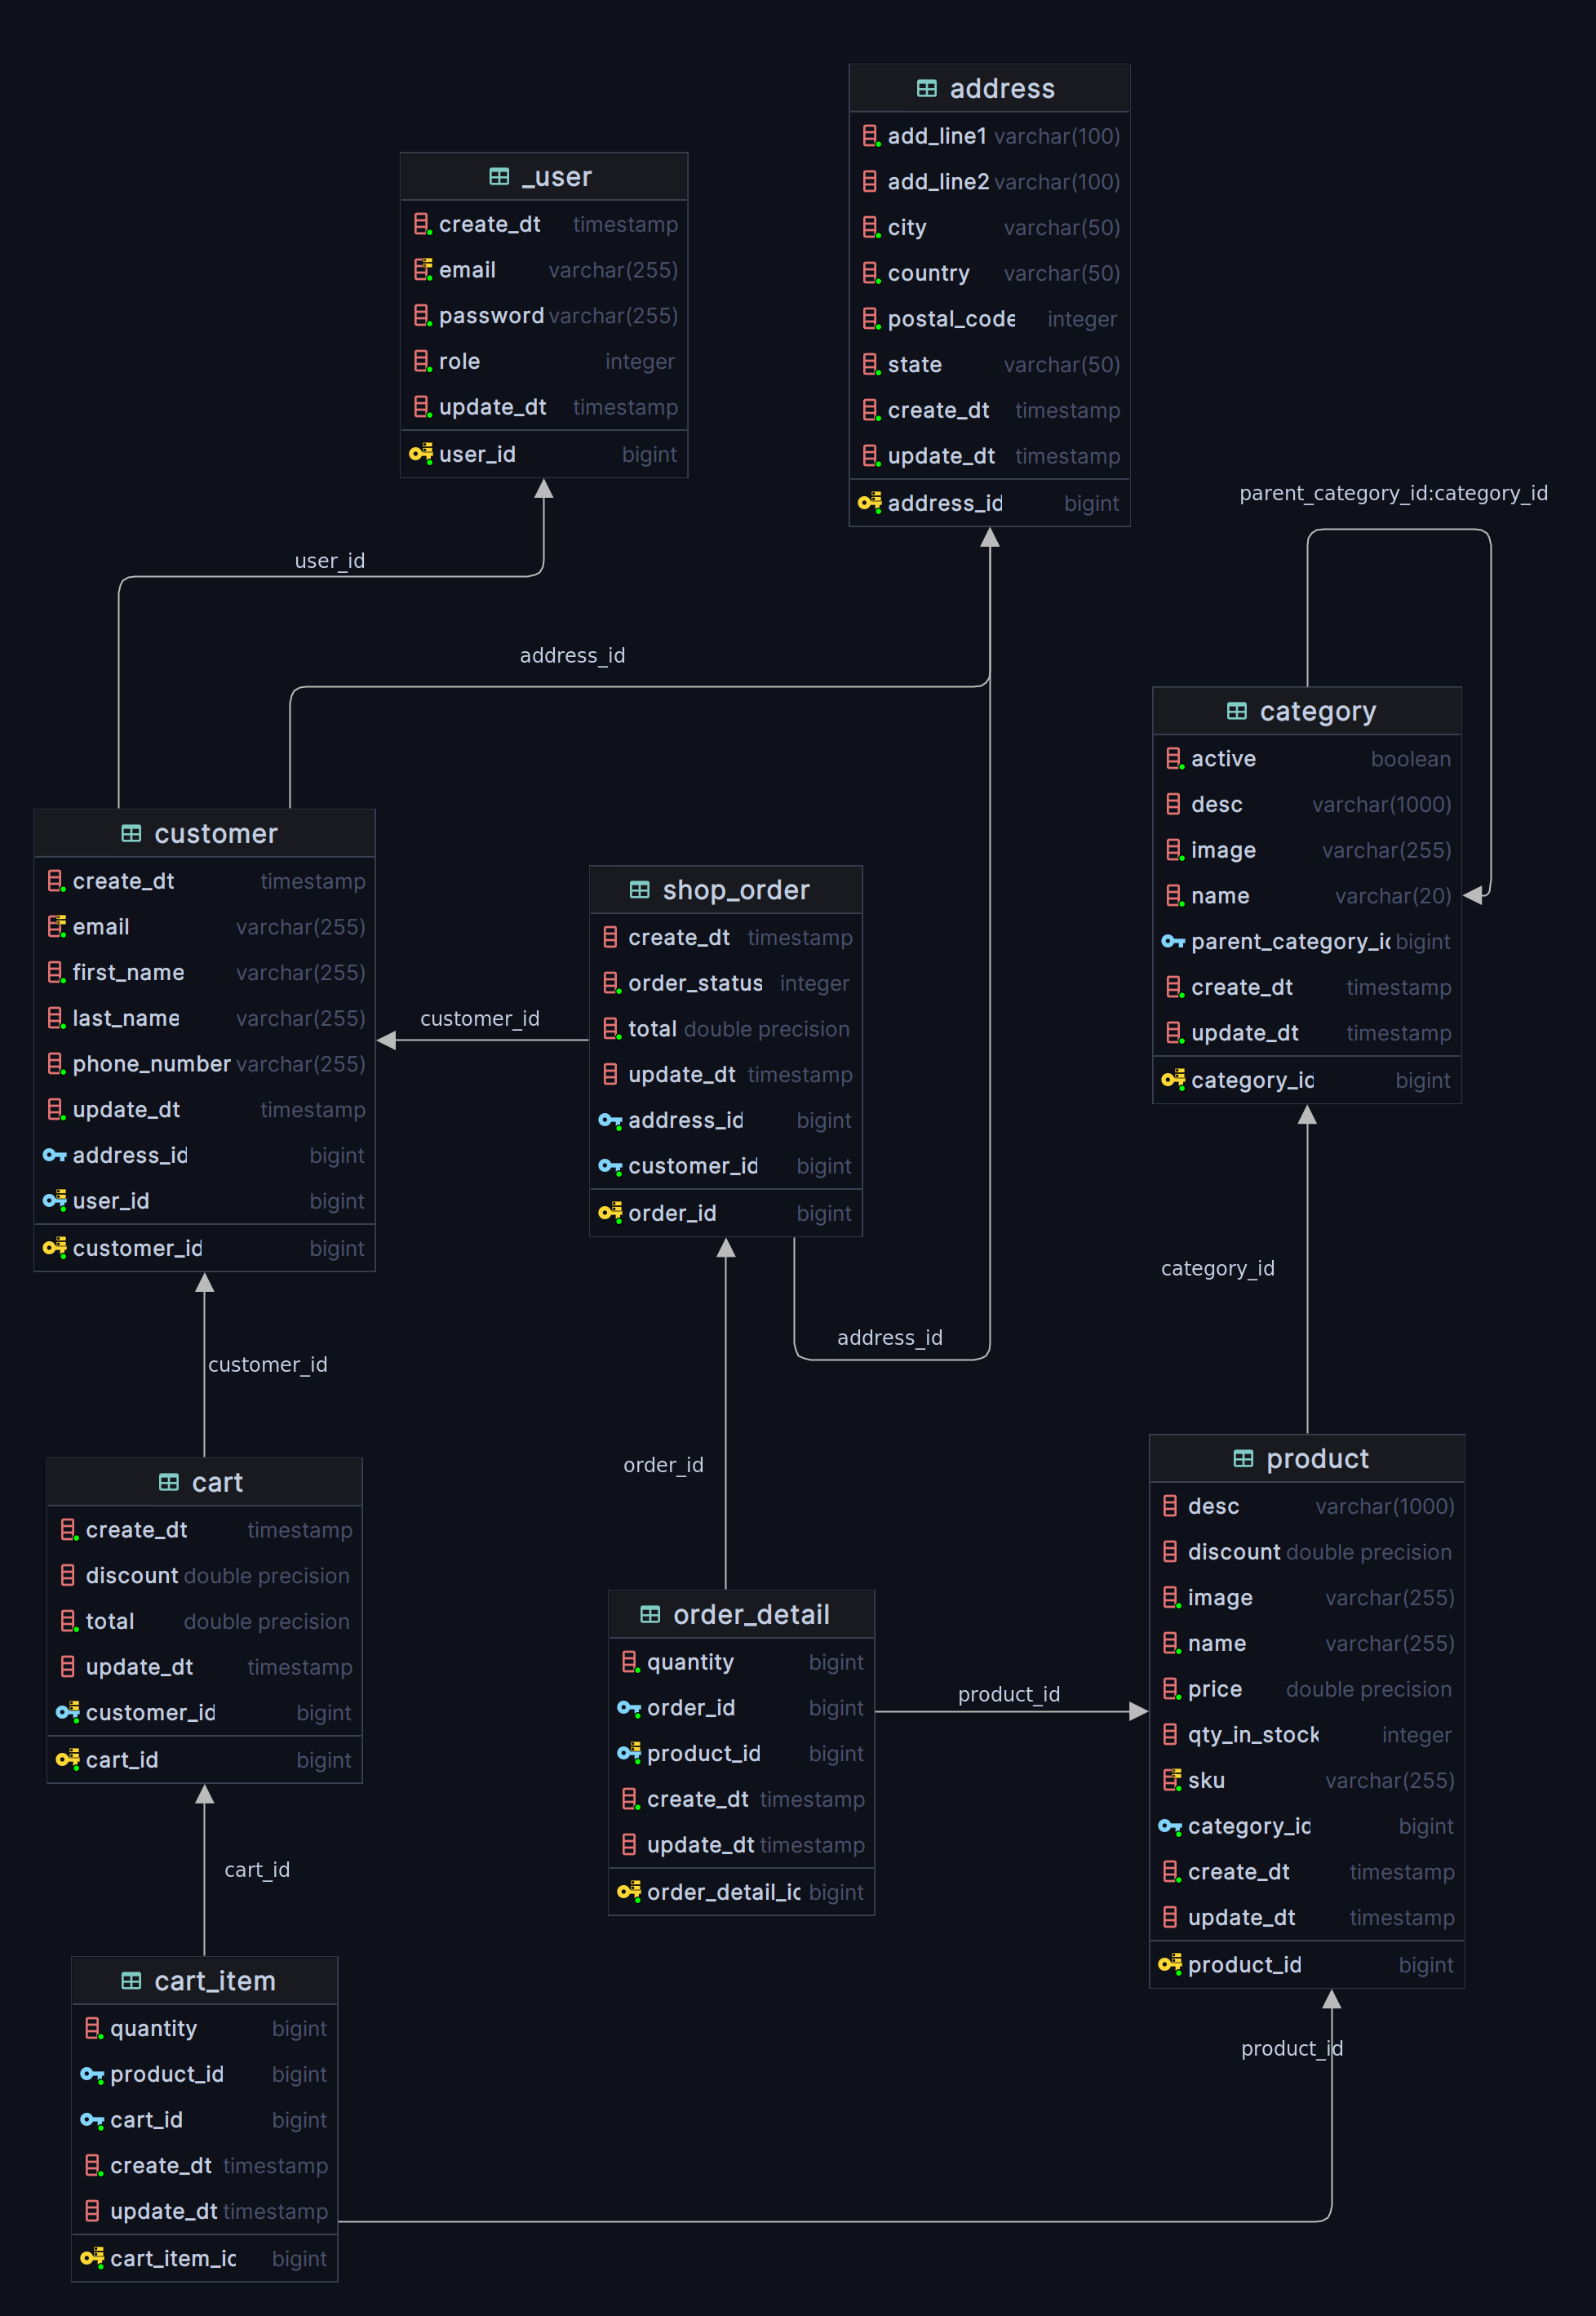 address
add_line1 varchar(100)
add_line2 varchar(100)
city varchar(50)
country varchar(50)
postal_code integer
state varchar(50)
create_dt timestamp
update_dt timestamp
address_id bigint
_user
create_dt timestamp
email varchar(255)
password varchar(255)
role integer
update_dt timestamp
user_id bigint
parent_category_id:category_id
user_id
address_id
category
active boolean
desc varchar(1000)
image varchar(255)
name varchar(20)
parent_category_id bigint
create_dt timestamp
update_dt timestamp
category_id bigint
customer
create_dt timestamp
email varchar(255)
first_name varchar(255)
last_name varchar(255)
phone_number varchar(255)
update_dt timestamp
address_id bigint
user_id bigint
customer_id bigint
customer_id
shop_order
create_dt timestamp
order_status integer
total double precision
update_dt timestamp
address_id bigint
customer_id bigint
order_id bigint
category_id
address_id
customer_id
order_id
cart
create_dt timestamp
discount double precision
total double precision
update_dt timestamp
customer_id bigint
cart_id bigint
order_detail
quantity bigint
order_id bigint
product_id bigint
create_dt timestamp
update_dt timestamp
order_detail_id bigint
product_id
product
desc varchar(1000)
discount double precision
image varchar(255)
name varchar(255)
price double precision
qty_in_stock integer
sku varchar(255)
category_id bigint
create_dt timestamp
update_dt timestamp
product_id bigint
cart_id
cart_item
quantity bigint
product_id bigint
cart_id bigint
create_dt timestamp
update_dt timestamp
cart_item_id bigint
product_id